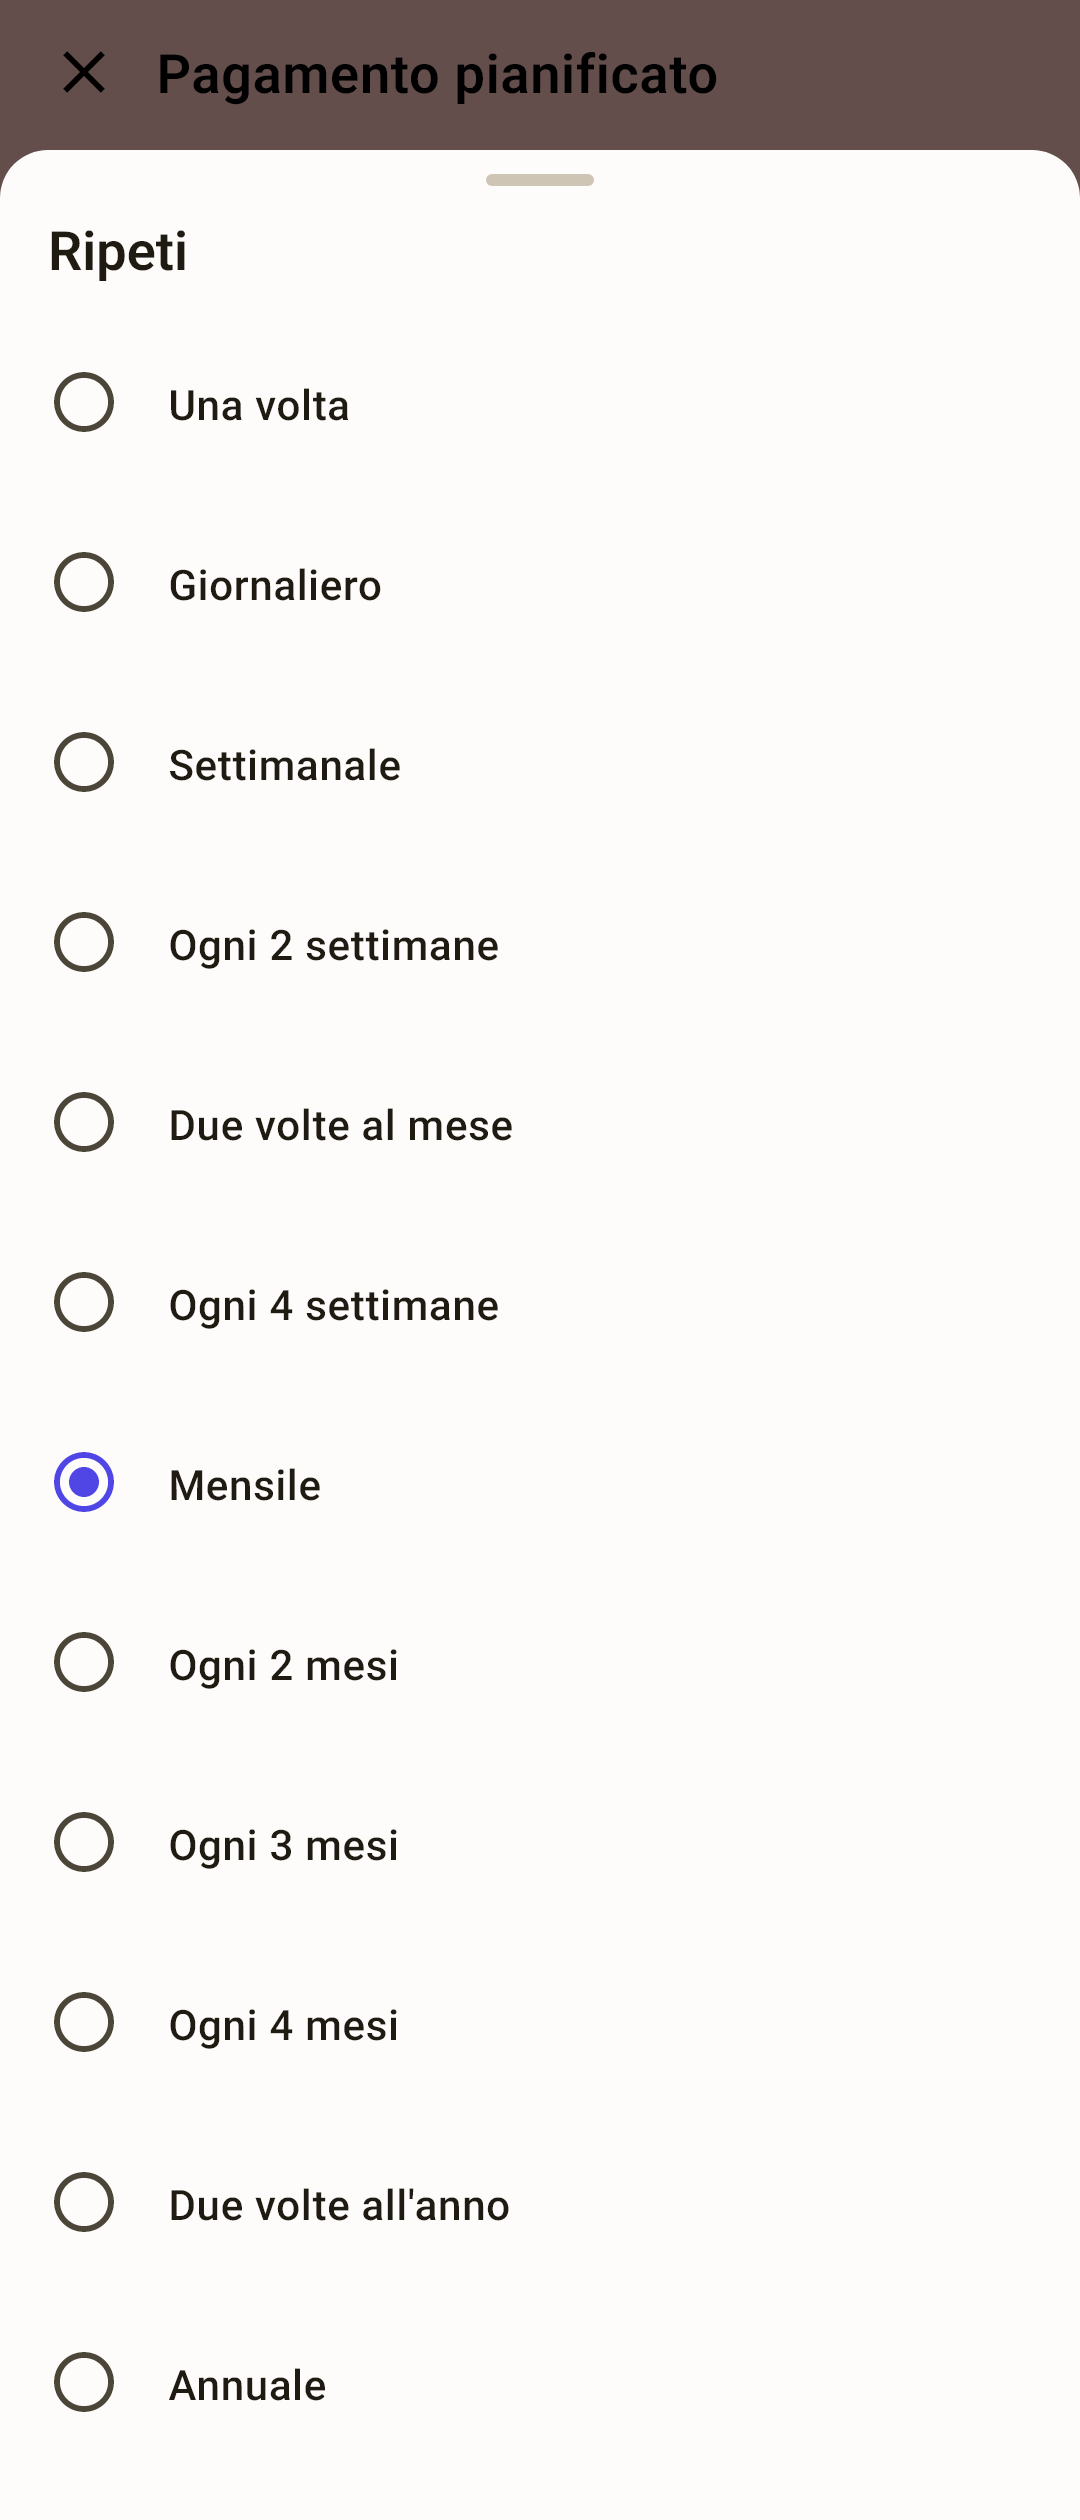 Pagamento pianificato
Ripeti
Una volta
Giornaliero
Settimanale
Ogni 2 settimane
Due volte al mese
Ogni 4 settimane
Mensile
Ogni 2 mesi
Ogni 3 mesi
Ogni 4 mesi
Due volte all'anno
Annuale